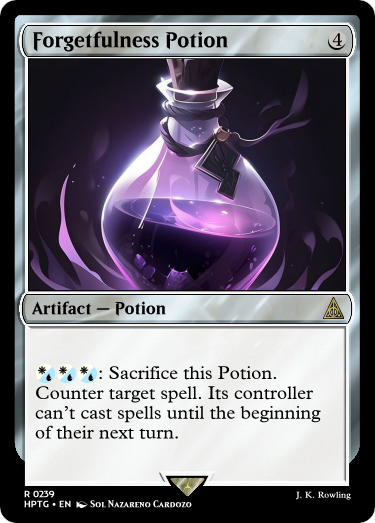 Forgetfulness Potion 4
Artifact — Potion
: Sacrifice this Potion.
Counter target spell. Its controller
can't cast spells until the beginning
of their next turn.
R 0239
HPTG • EN Sol Nazareno Cardozo
J. K. Rowling